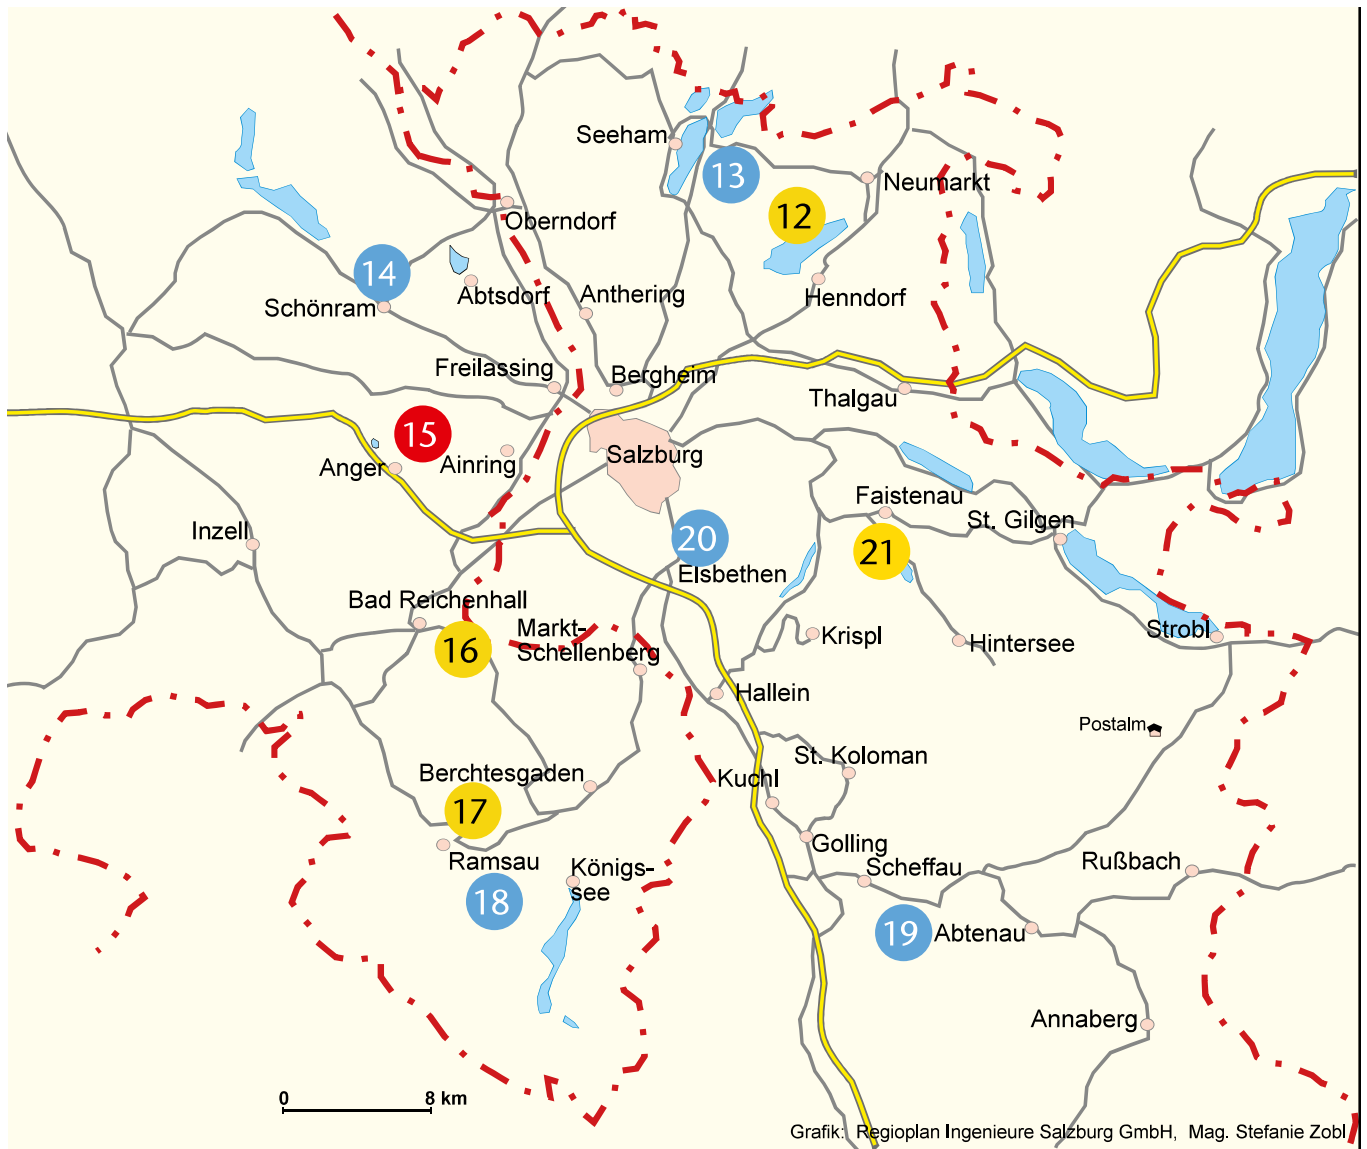 Seeham
13
Neumarkt
12
Oberndorf
14
Abtsdorf
Anthering
Henndorf
Schönram
Freilassing
Bergheim
Thalgau
15
Salzburg
Anger
Ainring
Faistenau
St. Gilgen
Inzell
20
21
Elsbethen
Bad Reichenhall
Markt-
Schellenberg
16
Krispl
Hintersee
Strobl
Hallein
Postalm
St. Koloman
Berchtesgaden
Kuchl
17
Golling
Ramsau
Königs-
see
Scheffau
Rußbach
18
19
Abtenau
Annaberg
0
8 km
Grafik: Regioplan Ingenieure Salzburg GmbH, Mag. Stefanie Zobl